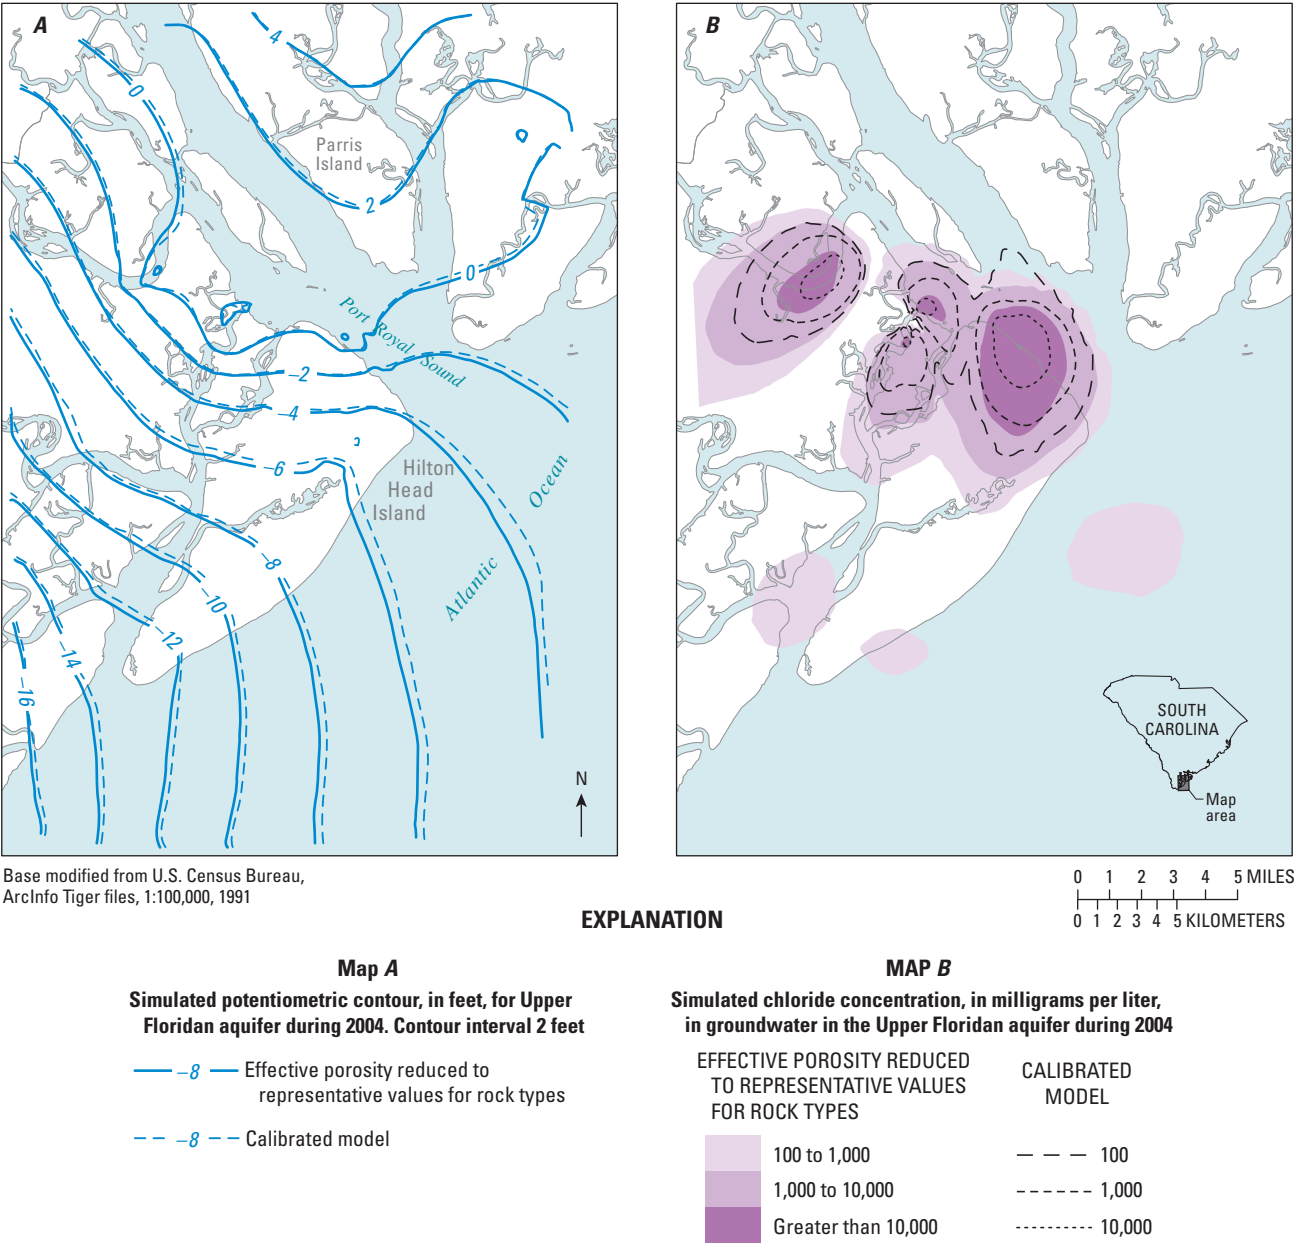 A
4
0
Parris
Island
2
0
Port Royal Sound
–2
–4
–6
Hilton
Head
Island
Ocean
Atlantic
–8
–10
–12
–14
–16
N
B
SOUTH
CAROLINA
Map
area
Base modified from U.S. Census Bureau,
ArcInfo Tiger files, 1:100,000, 1991
0 1 2 3 4 5 MILES
0 1 2 3 4 5 KILOMETERS
EXPLANATION
Map A
Simulated potentiometric contour, in feet, for Upper
Floridan aquifer during 2004. Contour interval 2 feet
–8 Effective porosity reduced to
representative values for rock types
–8 Calibrated model
MAP B
Simulated chloride concentration, in milligrams per liter,
in groundwater in the Upper Floridan aquifer during 2004
EFFECTIVE POROSITY REDUCED
TO REPRESENTATIVE VALUES
FOR ROCK TYPES
100 to 1,000
1,000 to 10,000
Greater than 10,000
CALIBRATED
MODEL
100
1,000
10,000